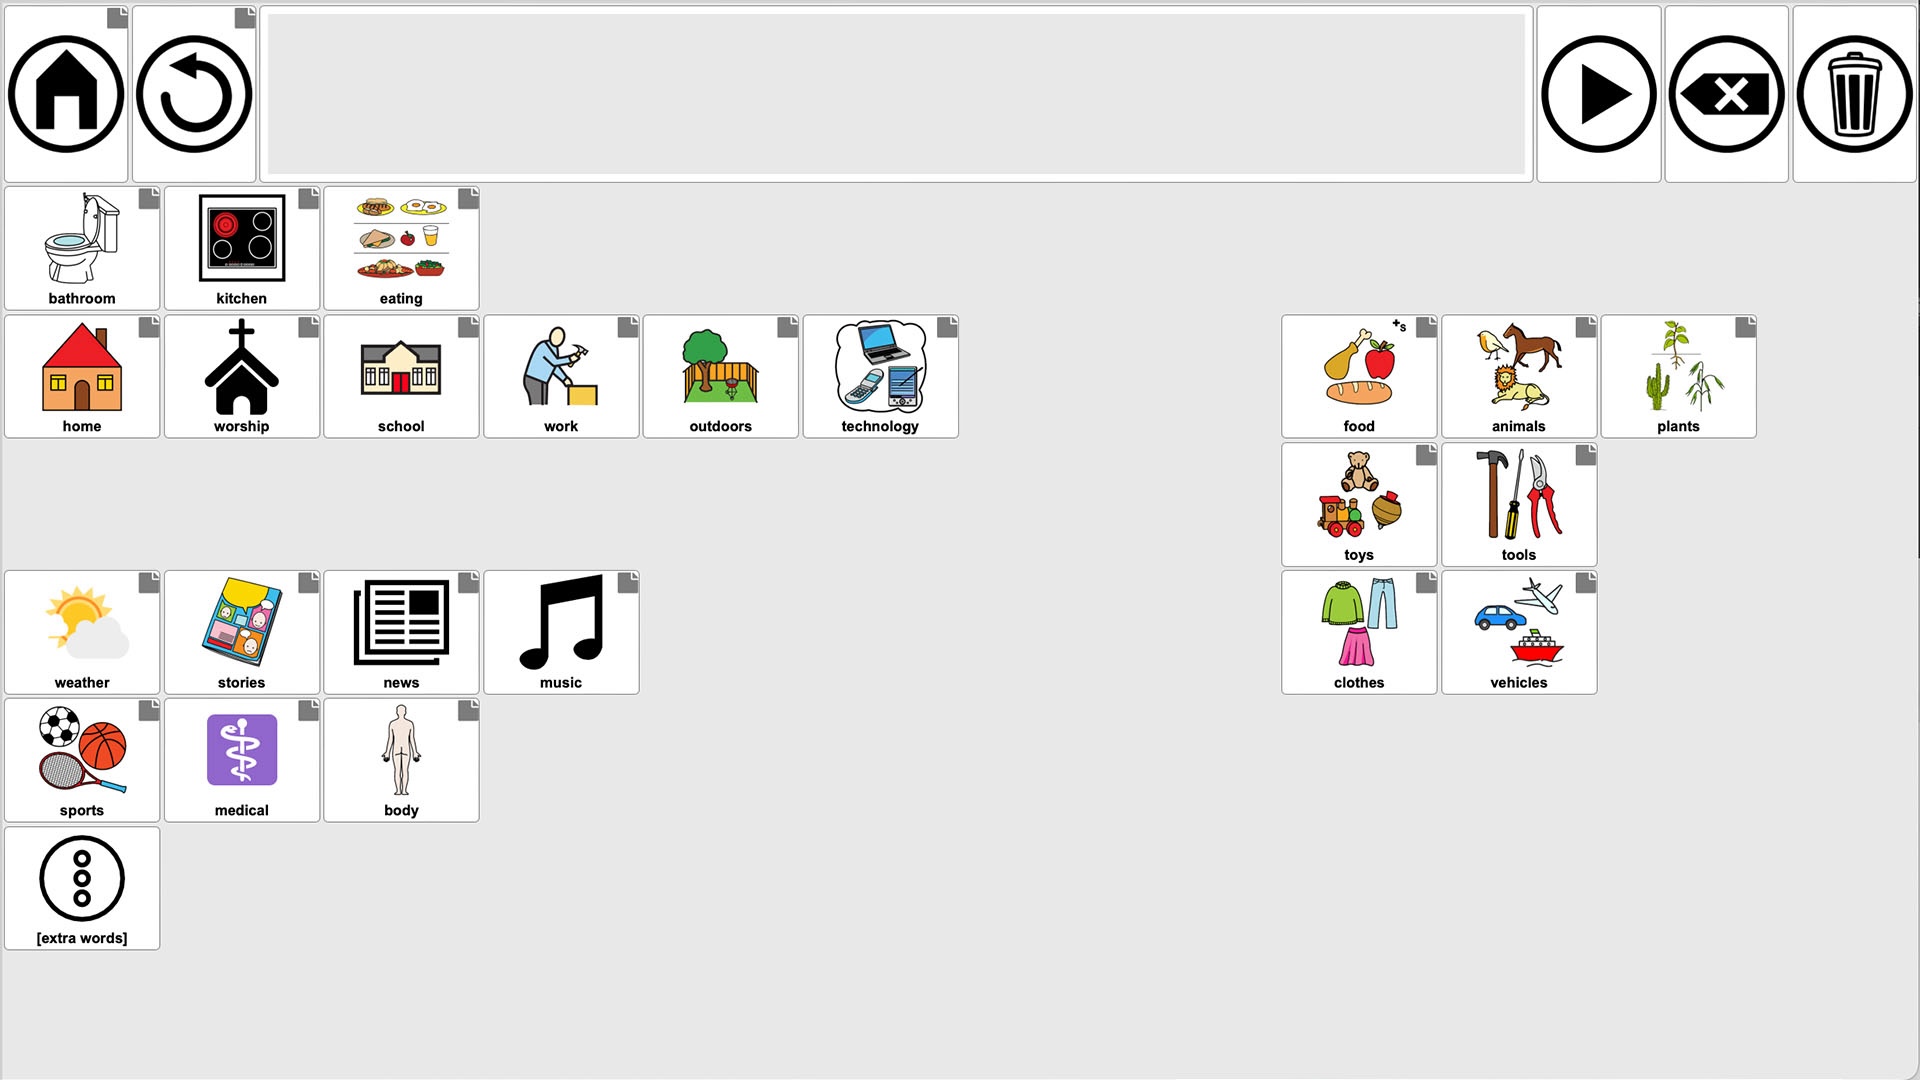 bathroom kitchen eating
home worship school work outdoors technology food +s animals plants
toys tools
weather stories news music clothes vehicles
sports medical body
[extra words]